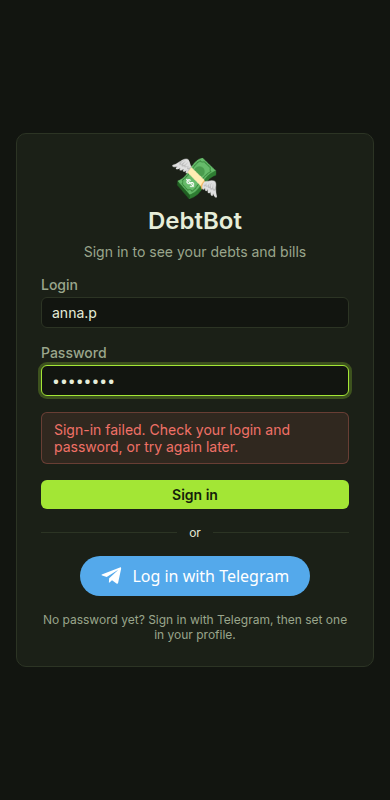 DebtBot
Sign in to see your debts and bills
Login
anna.p
Password
••••••••
Sign-in failed. Check your login and
password, or try again later.
Sign in
or
Log in with Telegram
No password yet? Sign in with Telegram, then set one
in your profile.